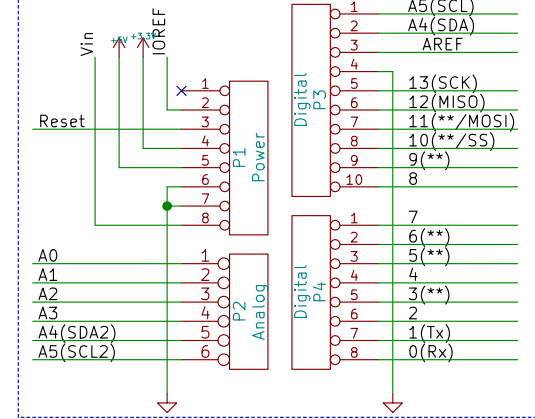 Vin
+5V
+3.3V
IOREF
Reset
1
2
3
4
5
6
7
8
P1
Power
A0
A1
A2
A3
A4(SDA2)
A5(SCL2)
1
2
3
4
5
6
P2
Analog
Digital
P3
1
2
3
4
5
6
7
8
9
10
A5(SCL)
A4(SDA)
AREF
13(SCK)
12(MISO)
11(**/MOSI)
10(**/SS)
9(**)
8
Digital
P4
1
2
3
4
5
6
7
8
7
6(**)
5(**)
4
3(**)
2
1(Tx)
0(Rx)